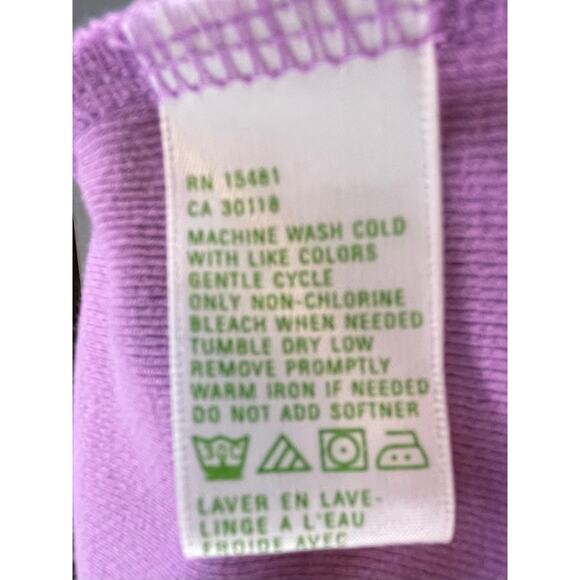 RN 15481
CA 30118
MACHINE WASH COLD
WITH LIKE COLORS
GENTLE CYCLE
ONLY NON-CHLORINE
BLEACH WHEN NEEDED
TUMBLE DRY LOW
REMOVE PROMPTLY
WARM IRON IF NEEDED
DO NOT ADD SOFTNER
30C
LAVER EN LAVE-
LINGE A L'EAU
FROIDE AVEC